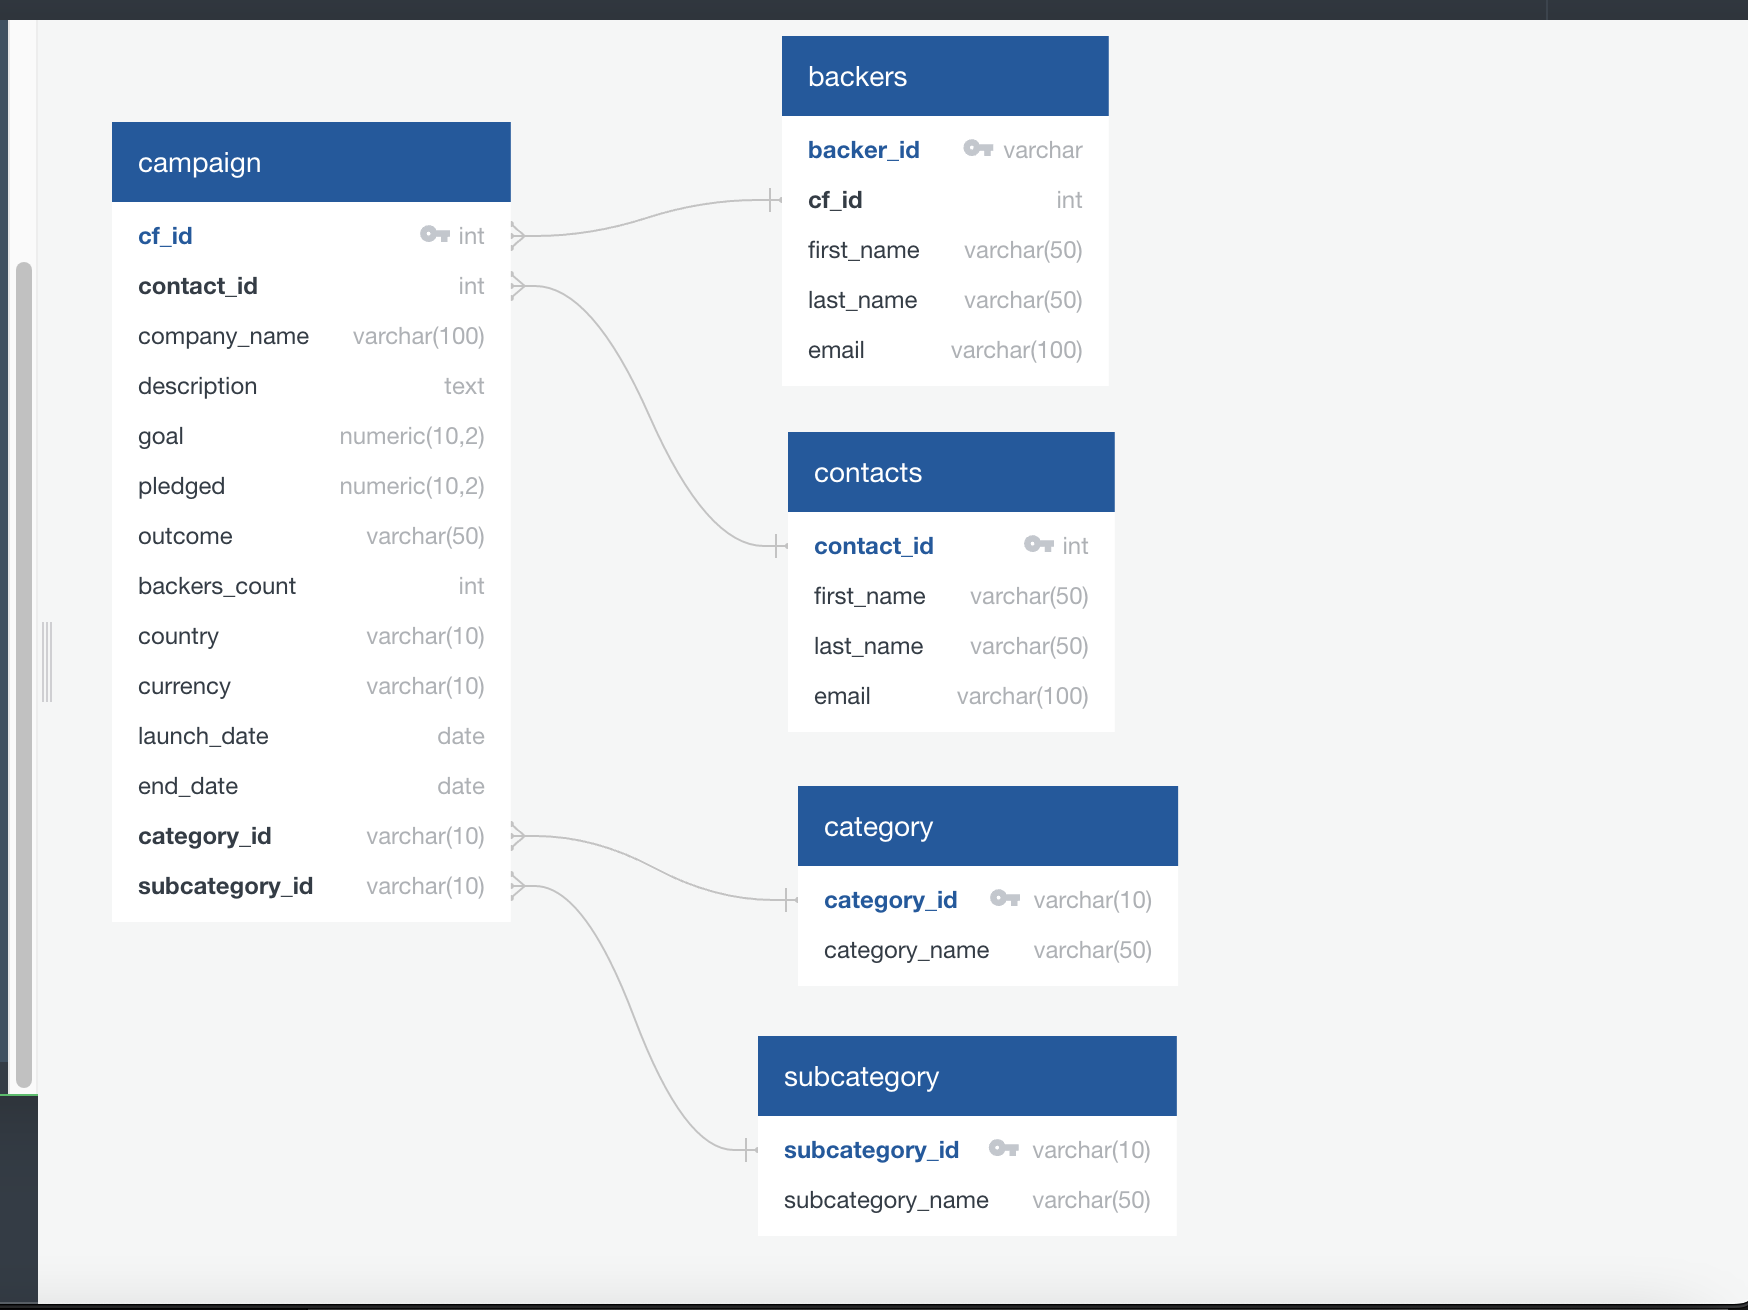 campaign
cf_id int
contact_id int
company_name varchar(100)
description text
goal numeric(10,2)
pledged numeric(10,2)
outcome varchar(50)
backers_count int
country varchar(10)
currency varchar(10)
launch_date date
end_date date
category_id varchar(10)
subcategory_id varchar(10)
backers
backer_id varchar
cf_id int
first_name varchar(50)
last_name varchar(50)
email varchar(100)
contacts
contact_id int
first_name varchar(50)
last_name varchar(50)
email varchar(100)
category
category_id varchar(10)
category_name varchar(50)
subcategory
subcategory_id varchar(10)
subcategory_name varchar(50)